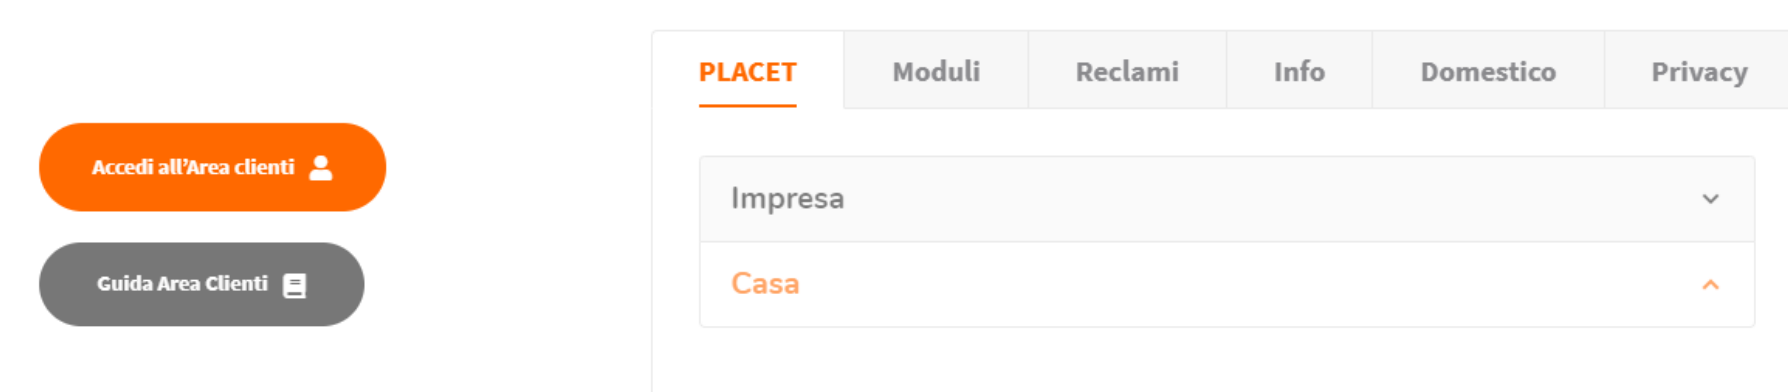 PLACET
Moduli
Reclami
Info
Domestico
Privacy
Accedi all'Area clienti
Guida Area Clienti
Impresa
Casa